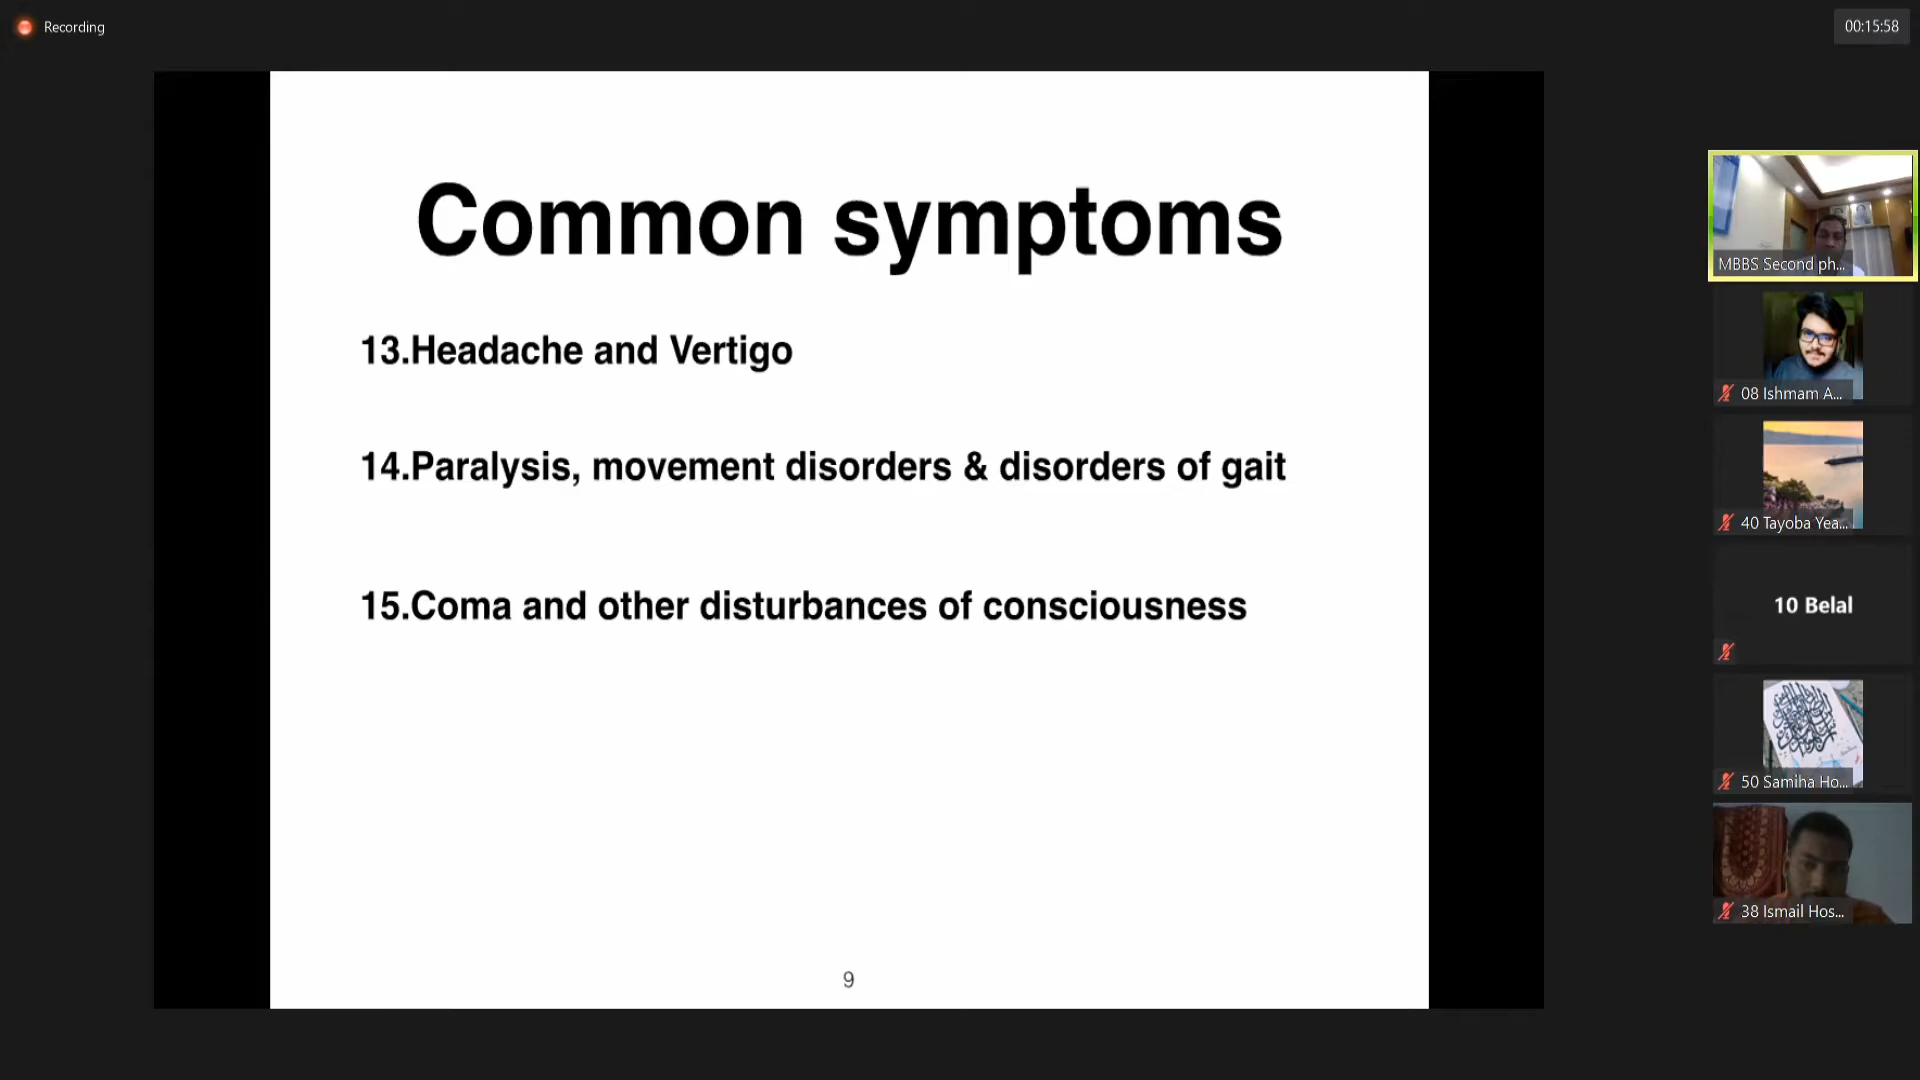 Recording
00:15:58
Common symptoms
13.Headache and Vertigo
14.Paralysis, movement disorders & disorders of gait
15.Coma and other disturbances of consciousness
9
MBBS Second ph...
08 Ishmam A...
40 Tayoba Yea...
10 Belal
50 Samiha Ho...
38 Ismail Hos...